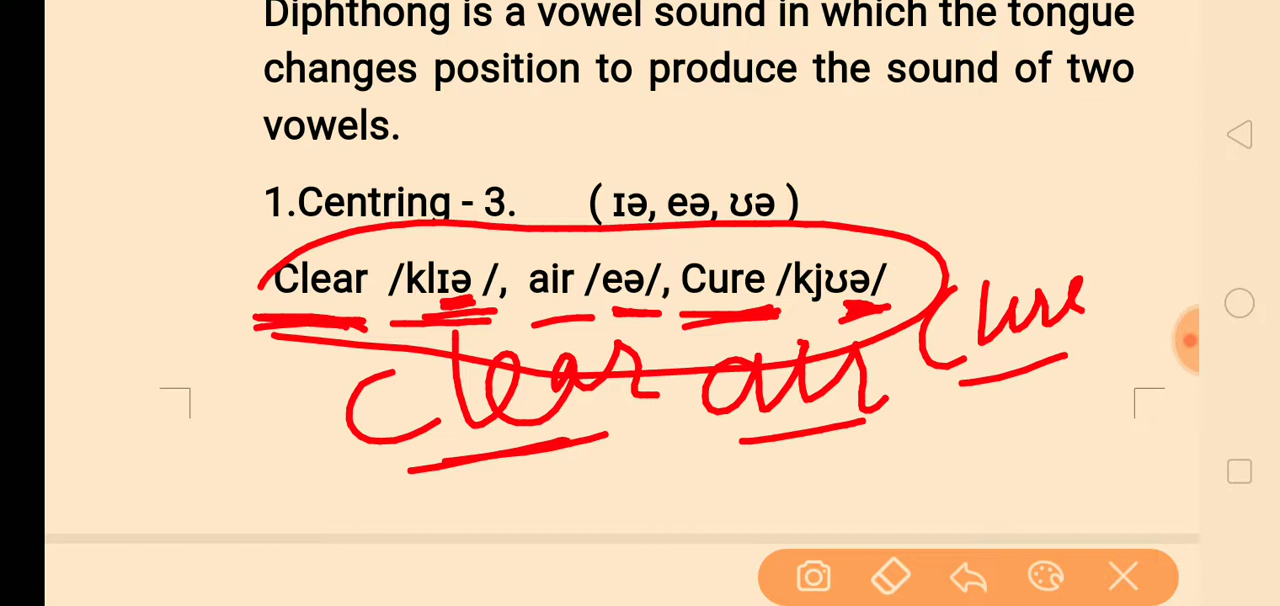 Diphthong is a vowel sound in which the tongue
changes position to produce the sound of two
vowels.
1.Centring - 3. ( ɪə, eə, ʊə )
Clear /klɪə /, air /eə/, Cure /kjʊə/
Cure
Clear air